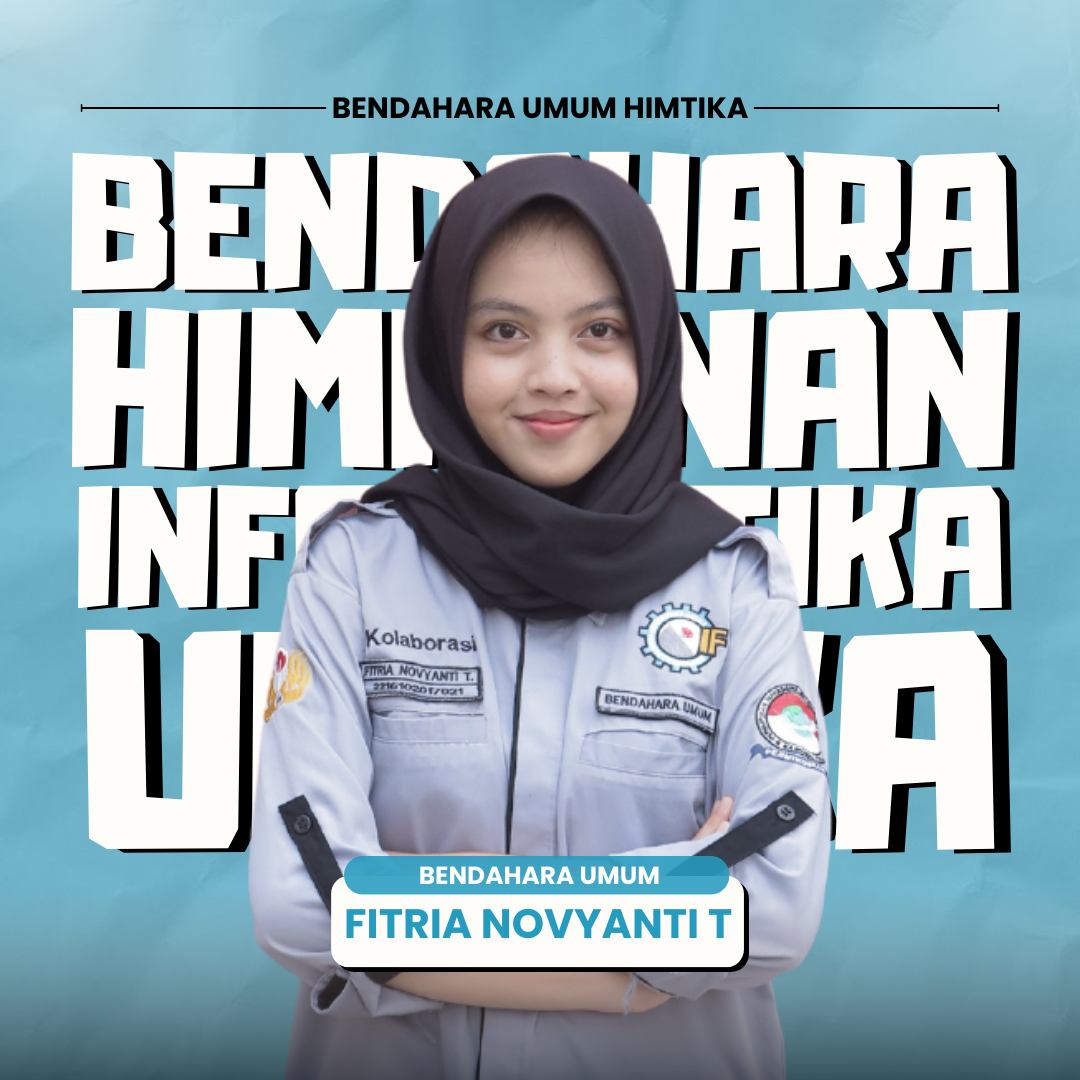 BENDAHARA UMUM HIMTIKA
BEND HARA
HIM NAN
INF TIKA
U KA
Kolaborasi
FITRIA NOVYANTI T.
IF
BENDAHARA UMUM
BENDAHARA UMUM
FITRIA NOVYANTI T